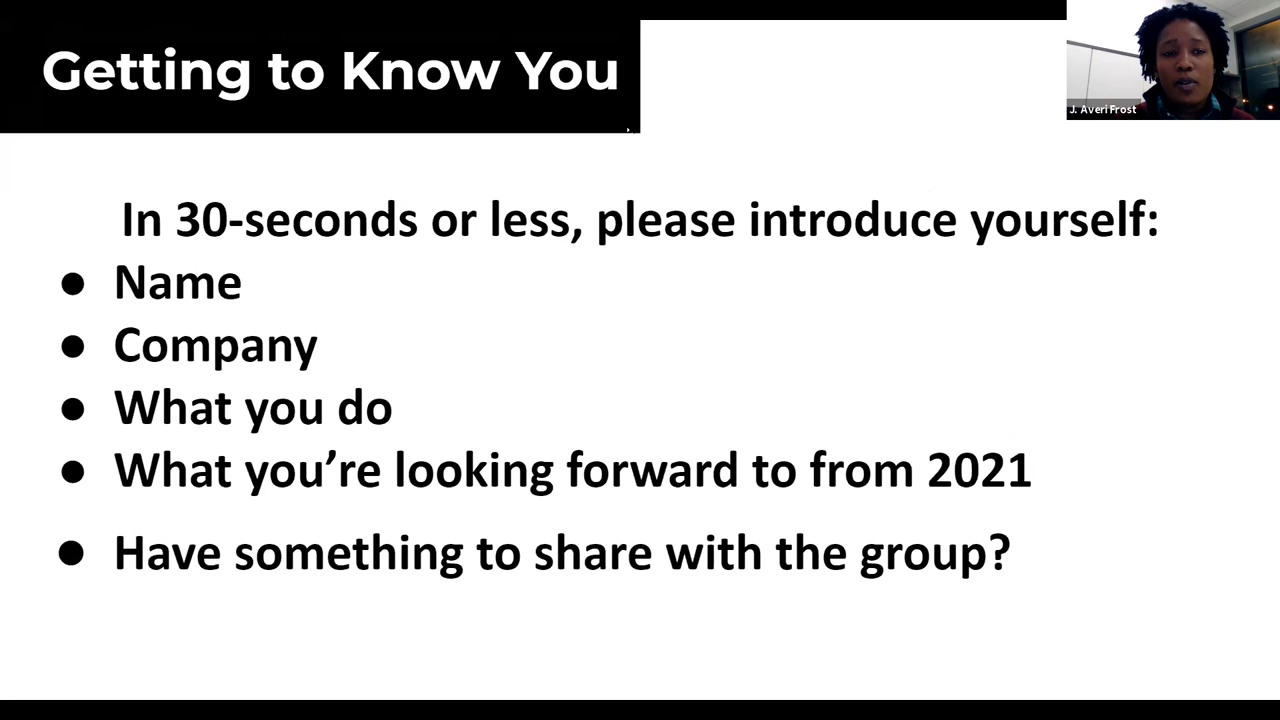 Getting to Know You
J. Averi Frost
In 30-seconds or less, please introduce yourself:
● Name
● Company
● What you do
● What you’re looking forward to from 2021
● Have something to share with the group?